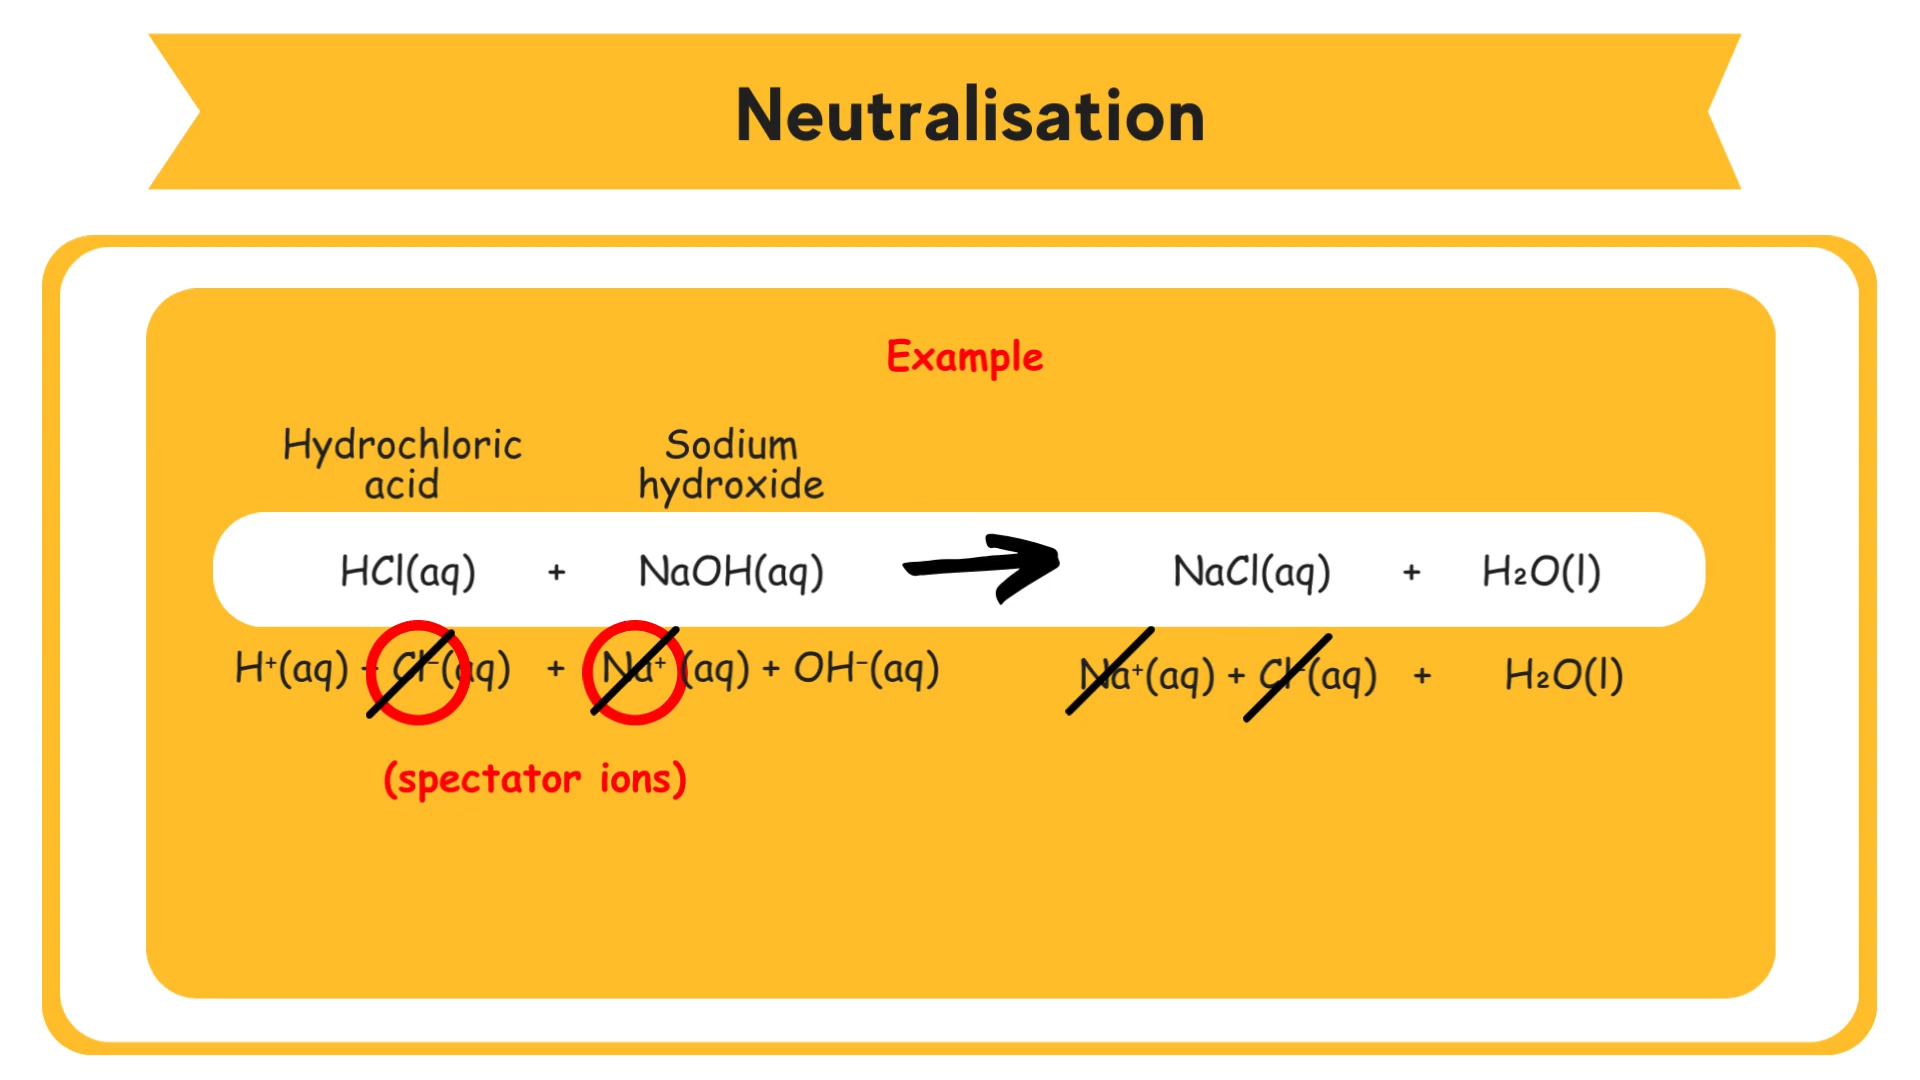 Neutralisation
Example
Hydrochloric acid Sodium hydroxide
HCl(aq) + NaOH(aq) NaCl(aq) + H₂O(l)
H⁺(aq) + Cl⁻(aq) + Na⁺ (aq) + OH⁻(aq) Na⁺(aq) + Cl⁻(aq) + H₂O(l)
(spectator ions)